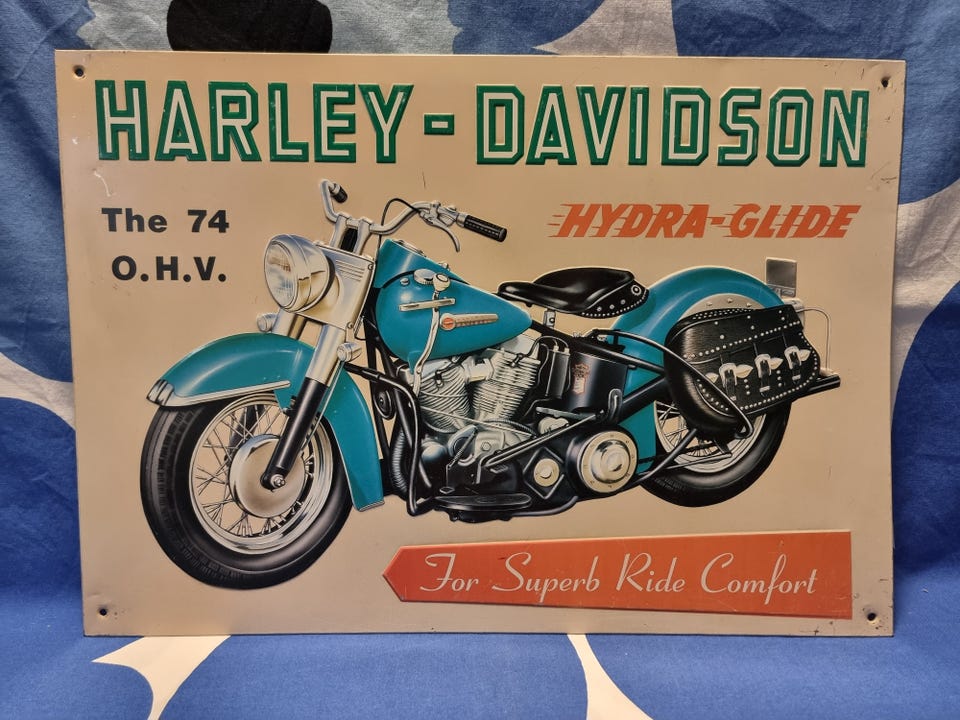 HARLEY-DAVIDSON
The 74
O.H.V.
HYDRA-GLIDE
For Superb Ride Comfort